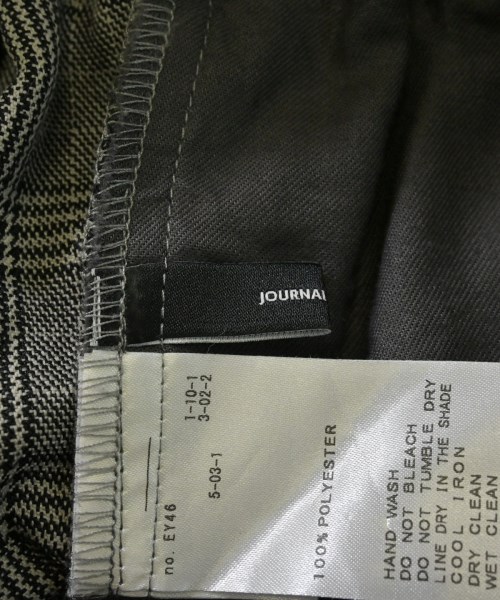 JOURNAL
no. EY46
1-10-1
3-02-2
5-03-1
100% POLYESTER
HAND WASH
DO NOT BLEACH
DO NOT TUMBLE DRY
LINE DRY IN THE SHADE
COOL IRON
DRY CLEAN
WET CLEAN